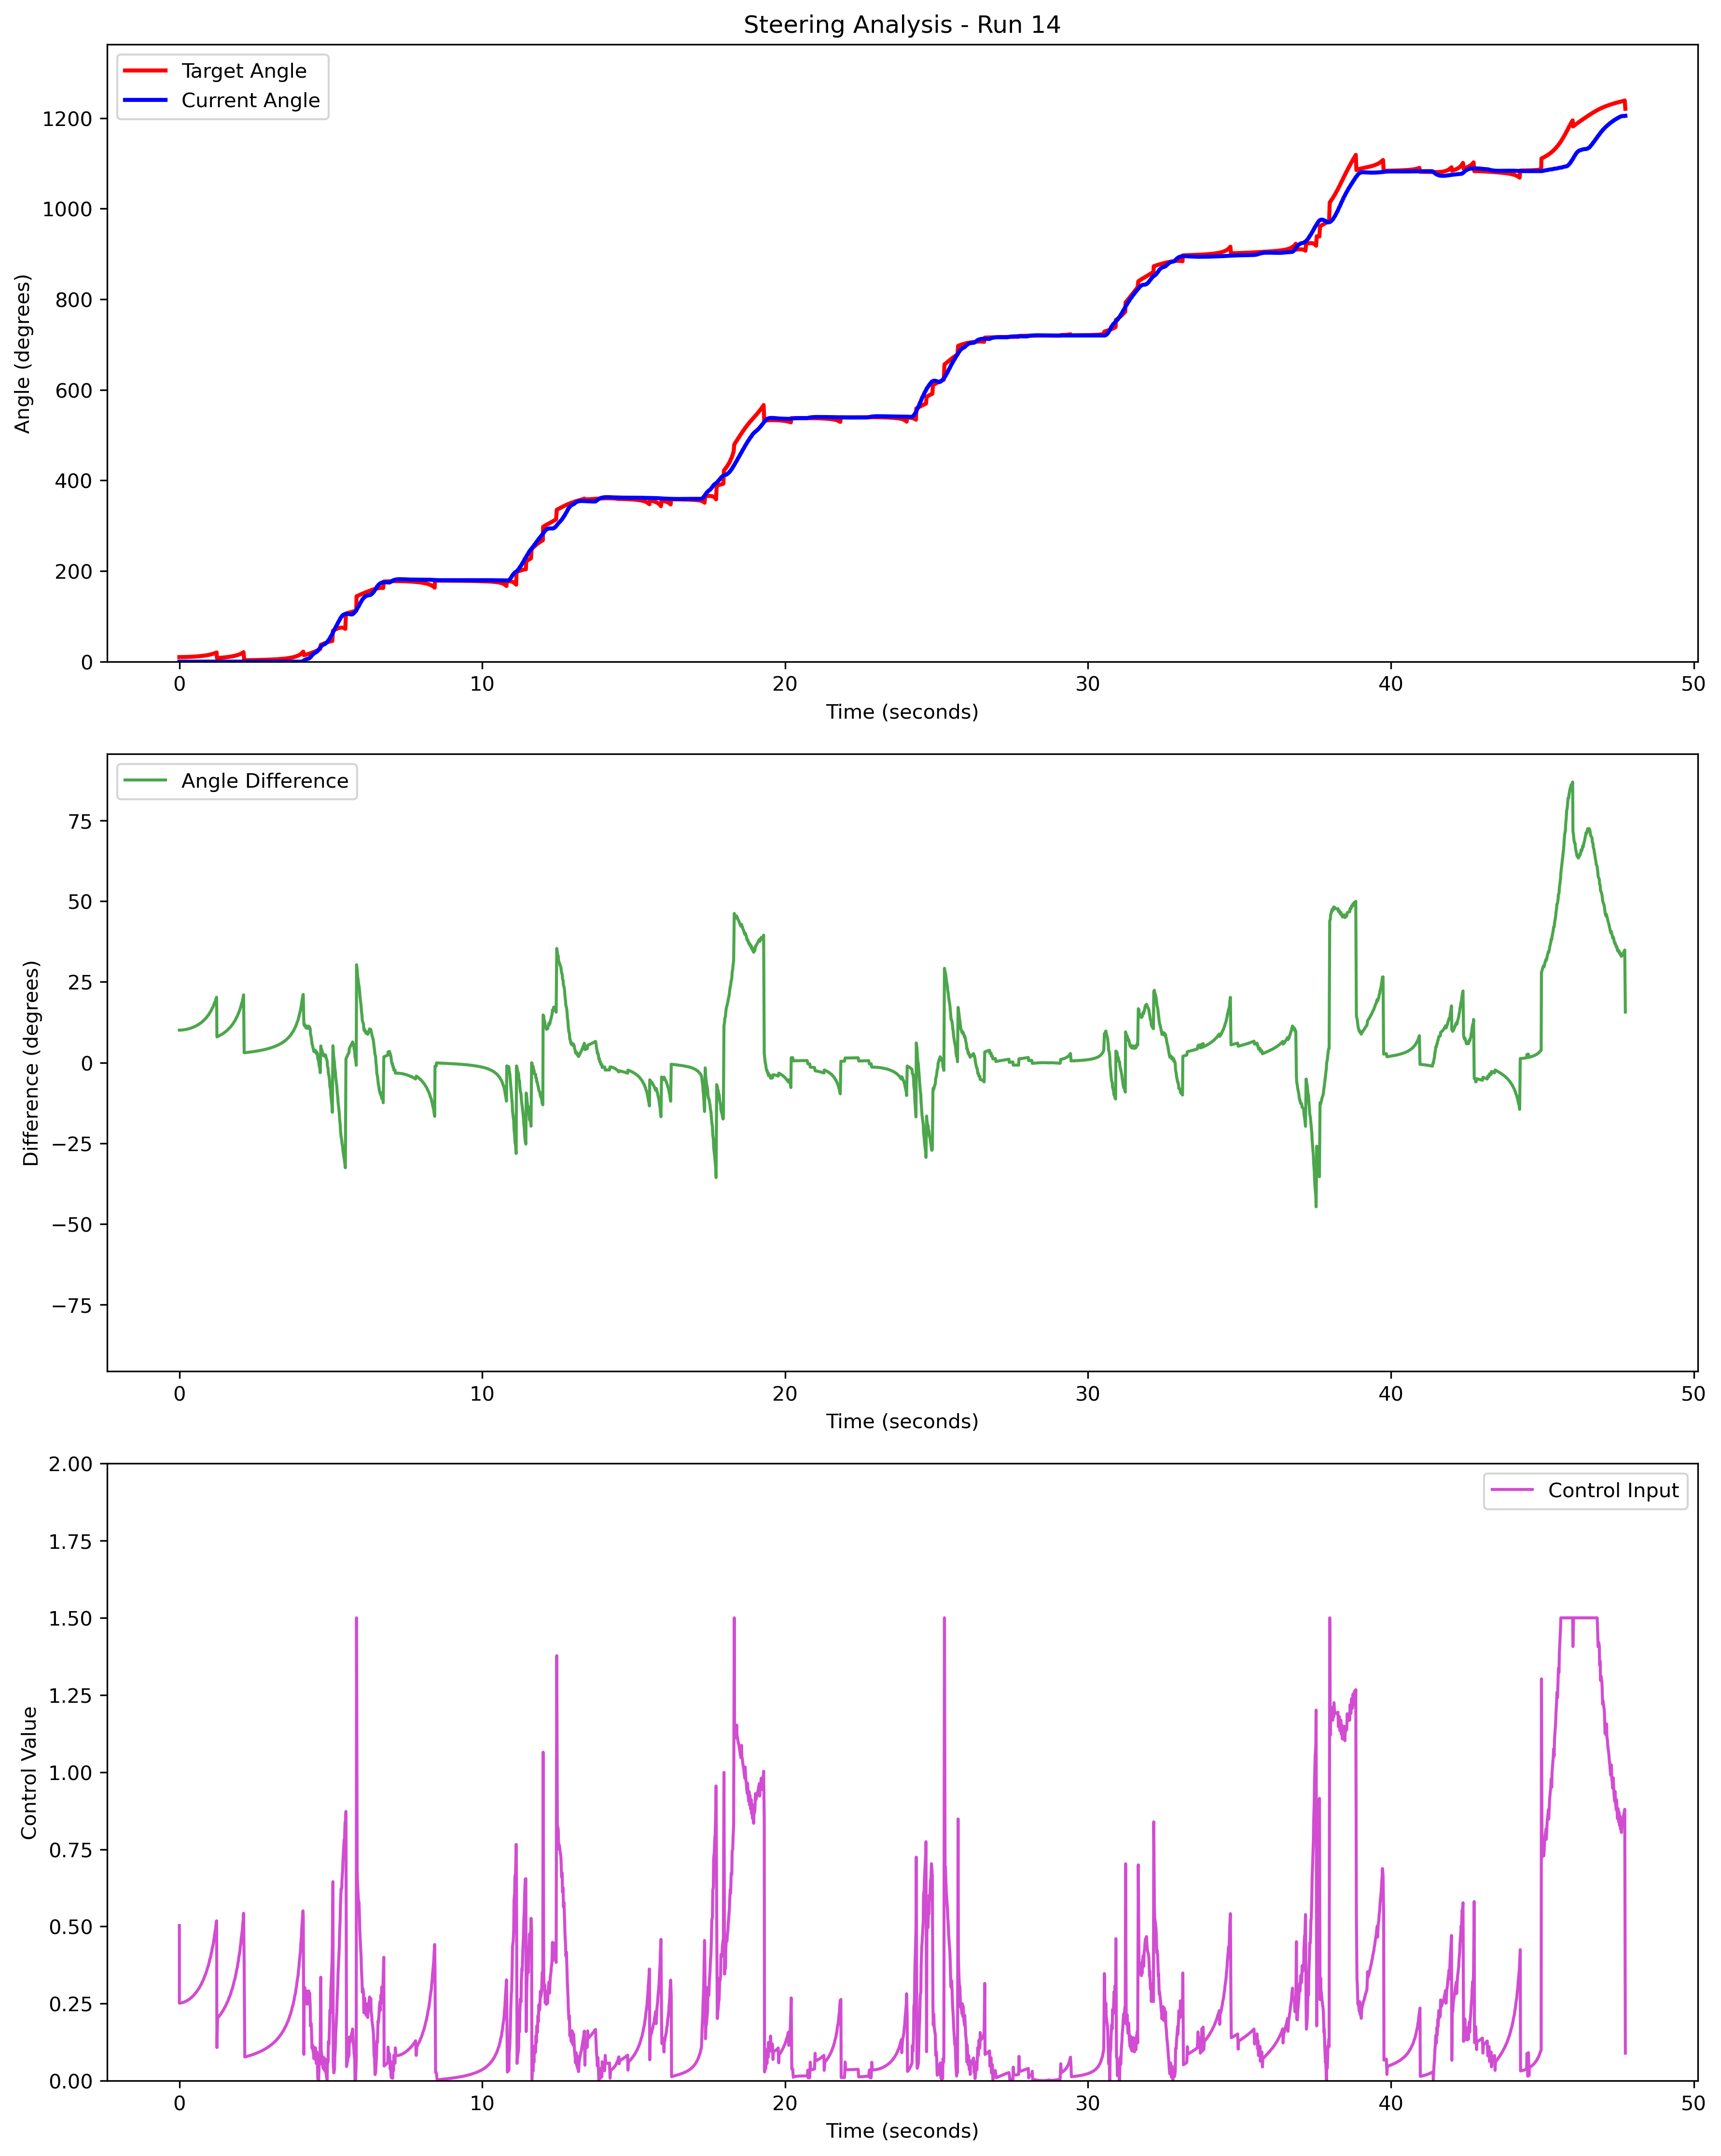 Steering Analysis - Run 14
Target Angle
Current Angle
Angle (degrees)
1200
1000
800
600
400
200
0
0 10 20 30 40 50
Time (seconds)
Angle Difference
Difference (degrees)
75
50
25
0
−25
−50
−75
0 10 20 30 40 50
Time (seconds)
Control Input
Control Value
2.00
1.75
1.50
1.25
1.00
0.75
0.50
0.25
0.00
0 10 20 30 40 50
Time (seconds)